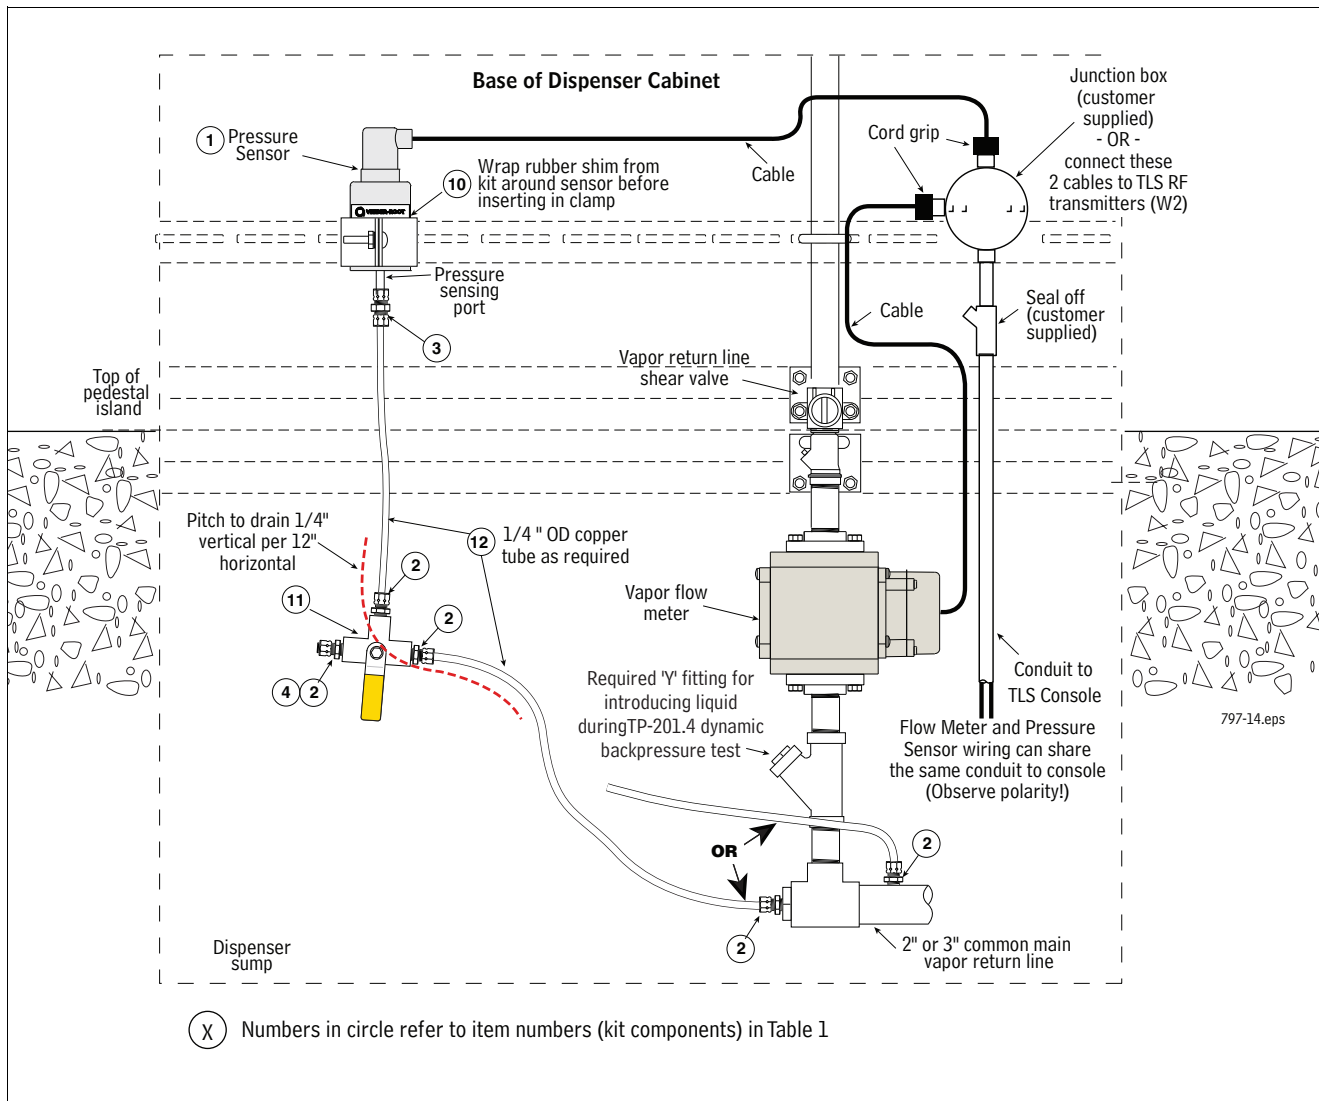 Base of Dispenser Cabinet
1 Pressure
Sensor
10
Wrap rubber shim from
kit around sensor before
inserting in clamp
VEEDER-ROOT
Cable
Cord grip
Junction box
(customer
supplied)
- OR -
connect these
2 cables to TLS RF
transmitters (W2)
Pressure
sensing
port
3
Cable
Seal off
(customer
supplied)
Vapor return line
shear valve
Top of
pedestal
island
Pitch to drain 1/4"
vertical per 12"
horizontal
12
1/4 " OD copper
tube as required
2
11
2
4 2
Vapor flow
meter
Required 'Y' fitting for
introducing liquid
duringTP-201.4 dynamic
backpressure test
Conduit to
TLS Console
Flow Meter and Pressure
Sensor wiring can share
the same conduit to console
(Observe polarity!)
797-14.eps
OR
2
2
2" or 3" common main
vapor return line
Dispenser
sump
X Numbers in circle refer to item numbers (kit components) in Table 1